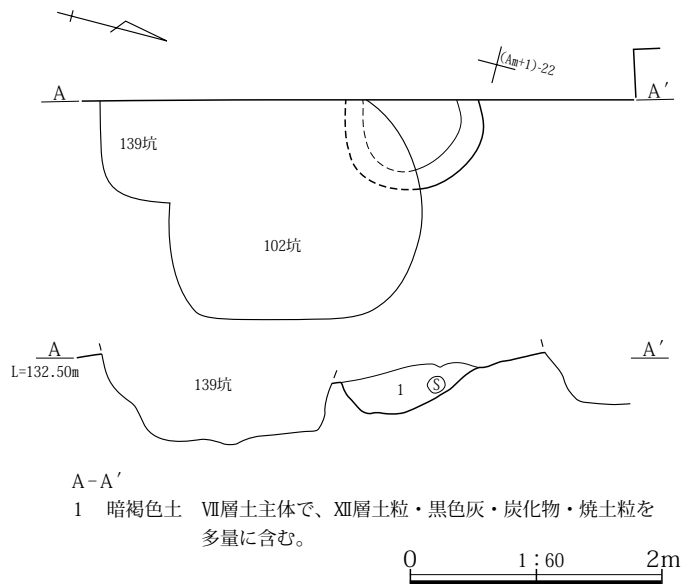 (Am+1)-22
A
A′
139坑
102坑
A
A′
L=132.50m
139坑
1
S
A-A′
1　暗褐色土　Ⅶ層土主体で、Ⅻ層土粒・黒色灰・炭化物・焼土粒を
多量に含む。
0
1：60
2m